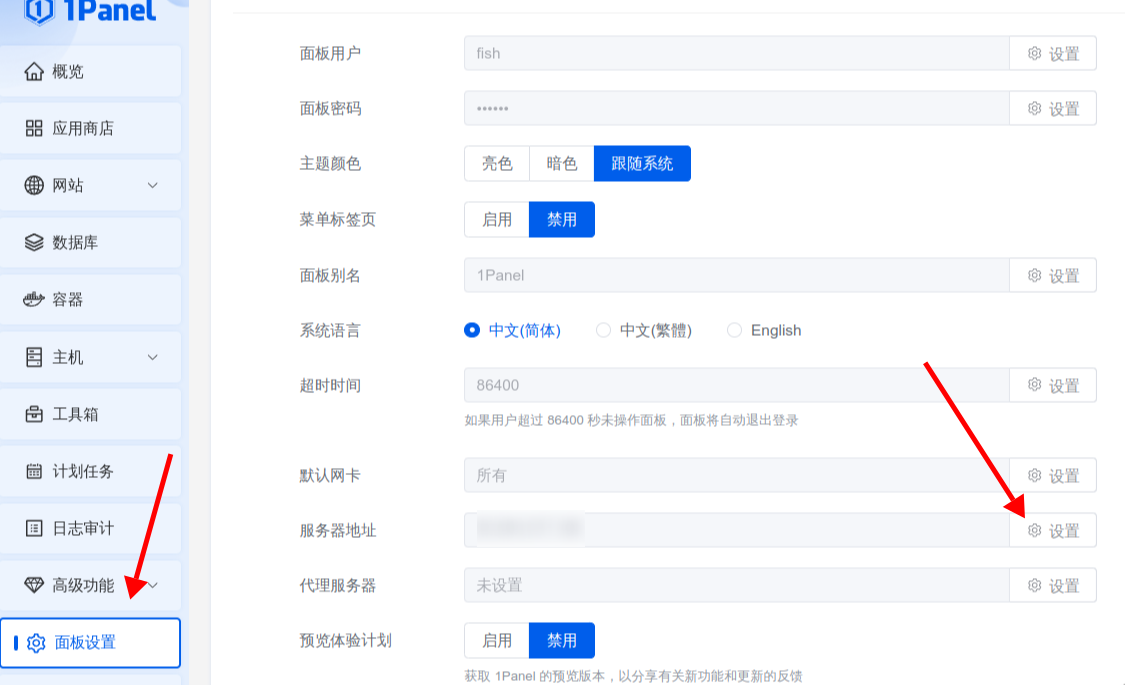 1Panel
概览
应用商店
网站
数据库
容器
主机
工具箱
计划任务
日志审计
高级功能
面板设置
面板用户 fish 设置
面板密码 •••••• 设置
主题颜色 亮色 暗色 跟随系统
菜单标签页 启用 禁用
面板别名 1Panel 设置
系统语言 中文(简体) 中文(繁體) English
超时时间 86400 设置
如果用户超过 86400 秒未操作面板，面板将自动退出登录
默认网卡 所有 设置
服务器地址 设置
代理服务器 未设置 设置
预览体验计划 启用 禁用
获取 1Panel 的预览版本，以分享有关新功能和更新的反馈